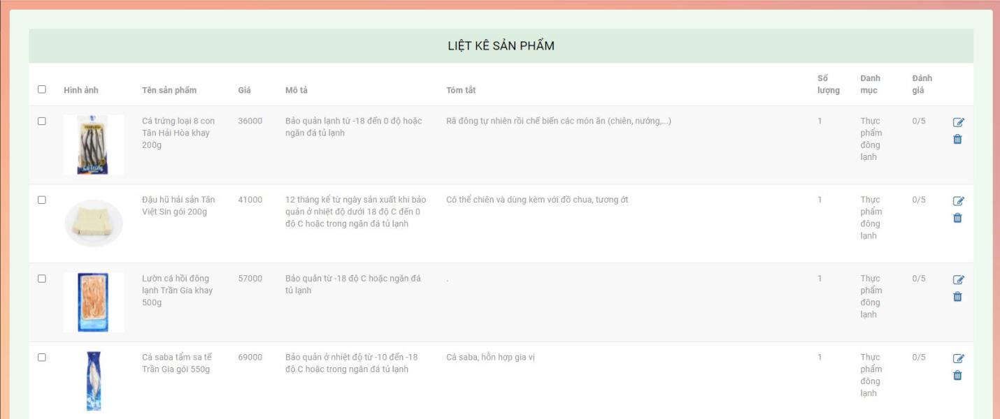 LIỆT KÊ SẢN PHẨM
Hình ảnh Tên sản phẩm Giá Mô tả Tóm tắt Số lượng Danh mục Đánh giá
Cá trứng loại 8 con
Tân Hải Hòa khay
200g
36000
Bảo quản lạnh từ -18 đến 0 độ hoặc
ngăn đá tủ lạnh
Rã đông tự nhiên rồi chế biến các món ăn (chiên, nướng,...)
1
Thực
phẩm
đông
lạnh
0/5
Đậu hũ hải sản Tân
Việt Sin gói 200g
41000
12 tháng kể từ ngày sản xuất khi bảo
quản ở nhiệt độ dưới 18 độ C đến 0
độ C hoặc trong ngăn đá tủ lạnh
Có thể chiên và dùng kèm với đồ chua, tương ớt
1
Thực
phẩm
đông
lạnh
0/5
Lườn cá hồi đông
lạnh Trần Gia khay
500g
57000
Bảo quản từ -18 độ C hoặc ngăn đá
tủ lạnh
.
1
Thực
phẩm
đông
lạnh
0/5
Cá saba tẩm sa tế
Trần Gia gói 550g
69000
Bảo quản ở nhiệt độ từ -10 đến -18
độ C hoặc trong ngăn đá tủ lạnh
Cá saba, hỗn hợp gia vị
1
Thực
phẩm
đông
lạnh
0/5